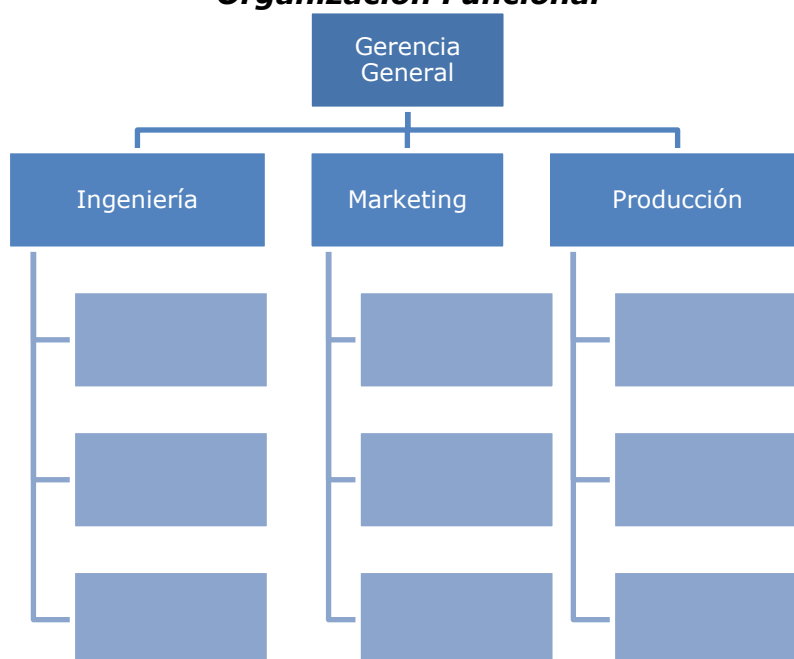 Organización Funcional
Gerencia
General
Ingeniería
Marketing
Producción